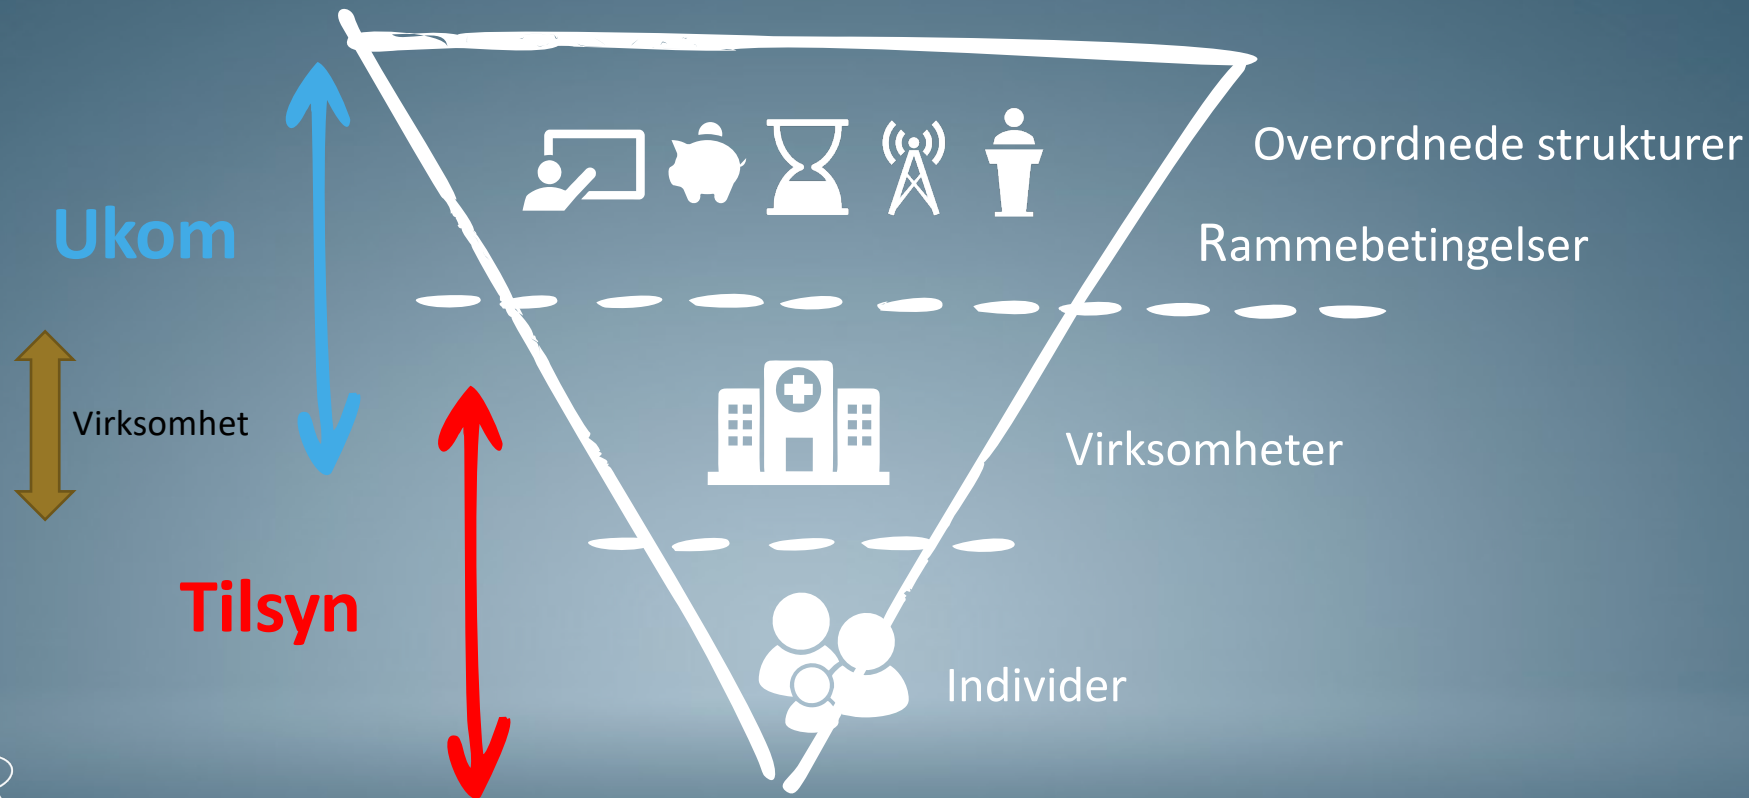 Overordnede strukturer
Ukom
Rammebetingelser
Virksomhet
Virksomheter
Tilsyn
Individer